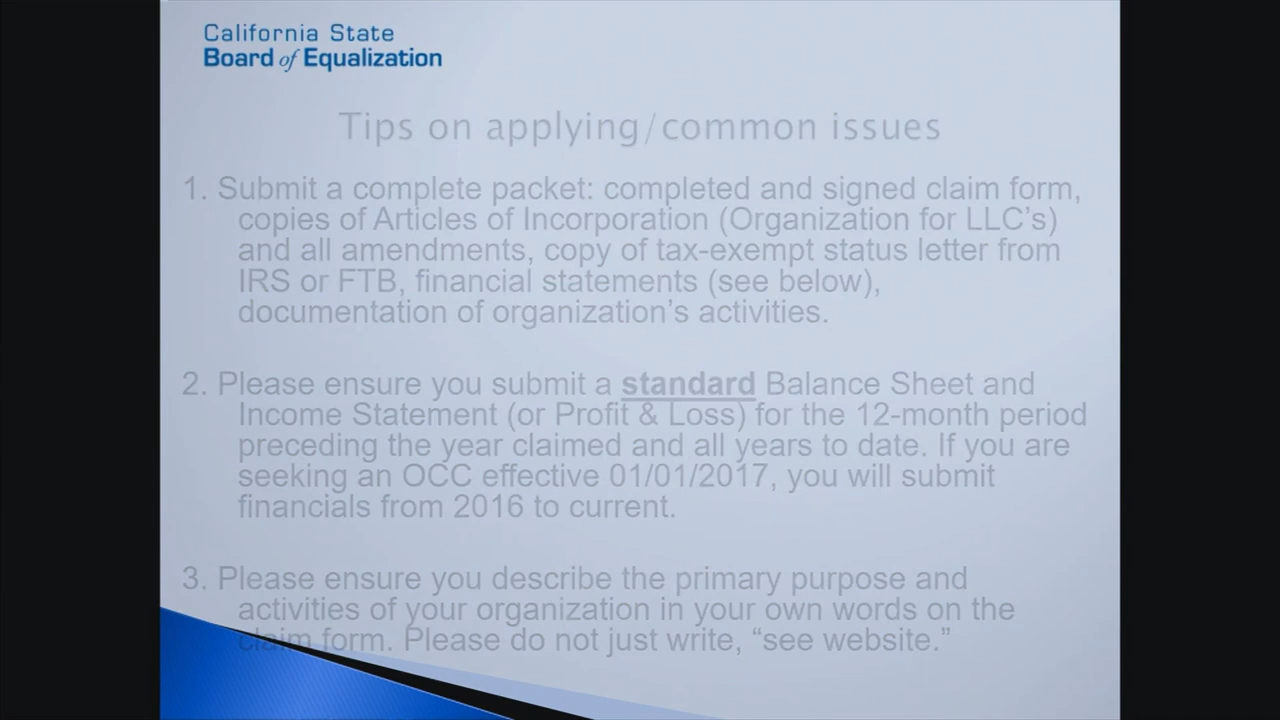 California State
Board of Equalization
Tips on applying/common issues
1. Submit a complete packet: completed and signed claim form,
copies of Articles of Incorporation (Organization for LLC’s)
and all amendments, copy of tax-exempt status letter from
IRS or FTB, financial statements (see below),
documentation of organization’s activities.
2. Please ensure you submit a standard Balance Sheet and
Income Statement (or Profit & Loss) for the 12-month period
preceding the year claimed and all years to date. If you are
seeking an OCC effective 01/01/2017, you will submit
financials from 2016 to current.
3. Please ensure you describe the primary purpose and
activities of your organization in your own words on the
claim form. Please do not just write, “see website.”